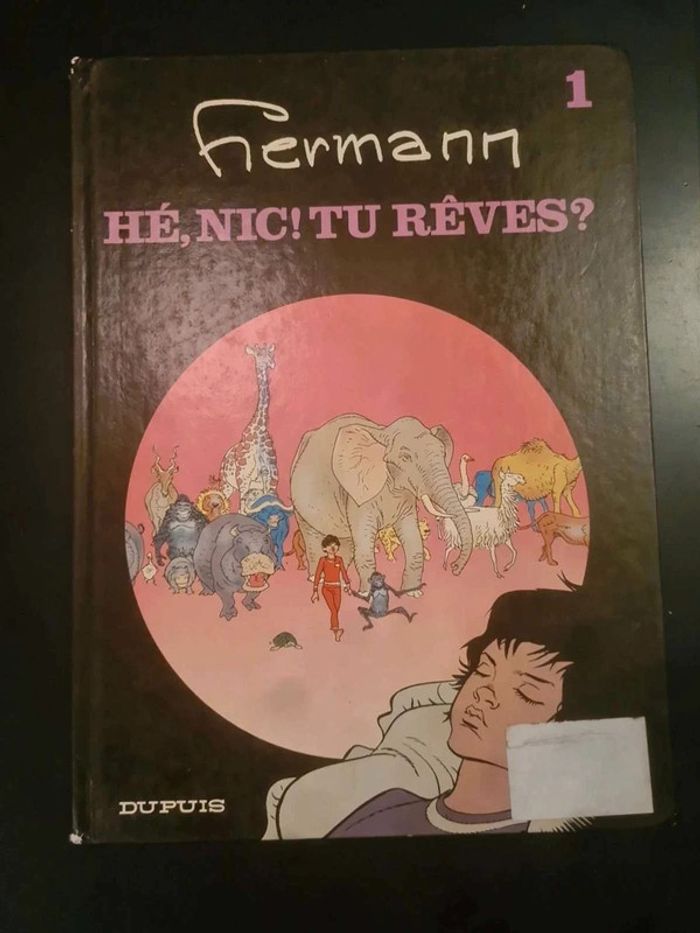 1
Hermann
HÉ, NIC! TU RÊVES?
DUPUIS